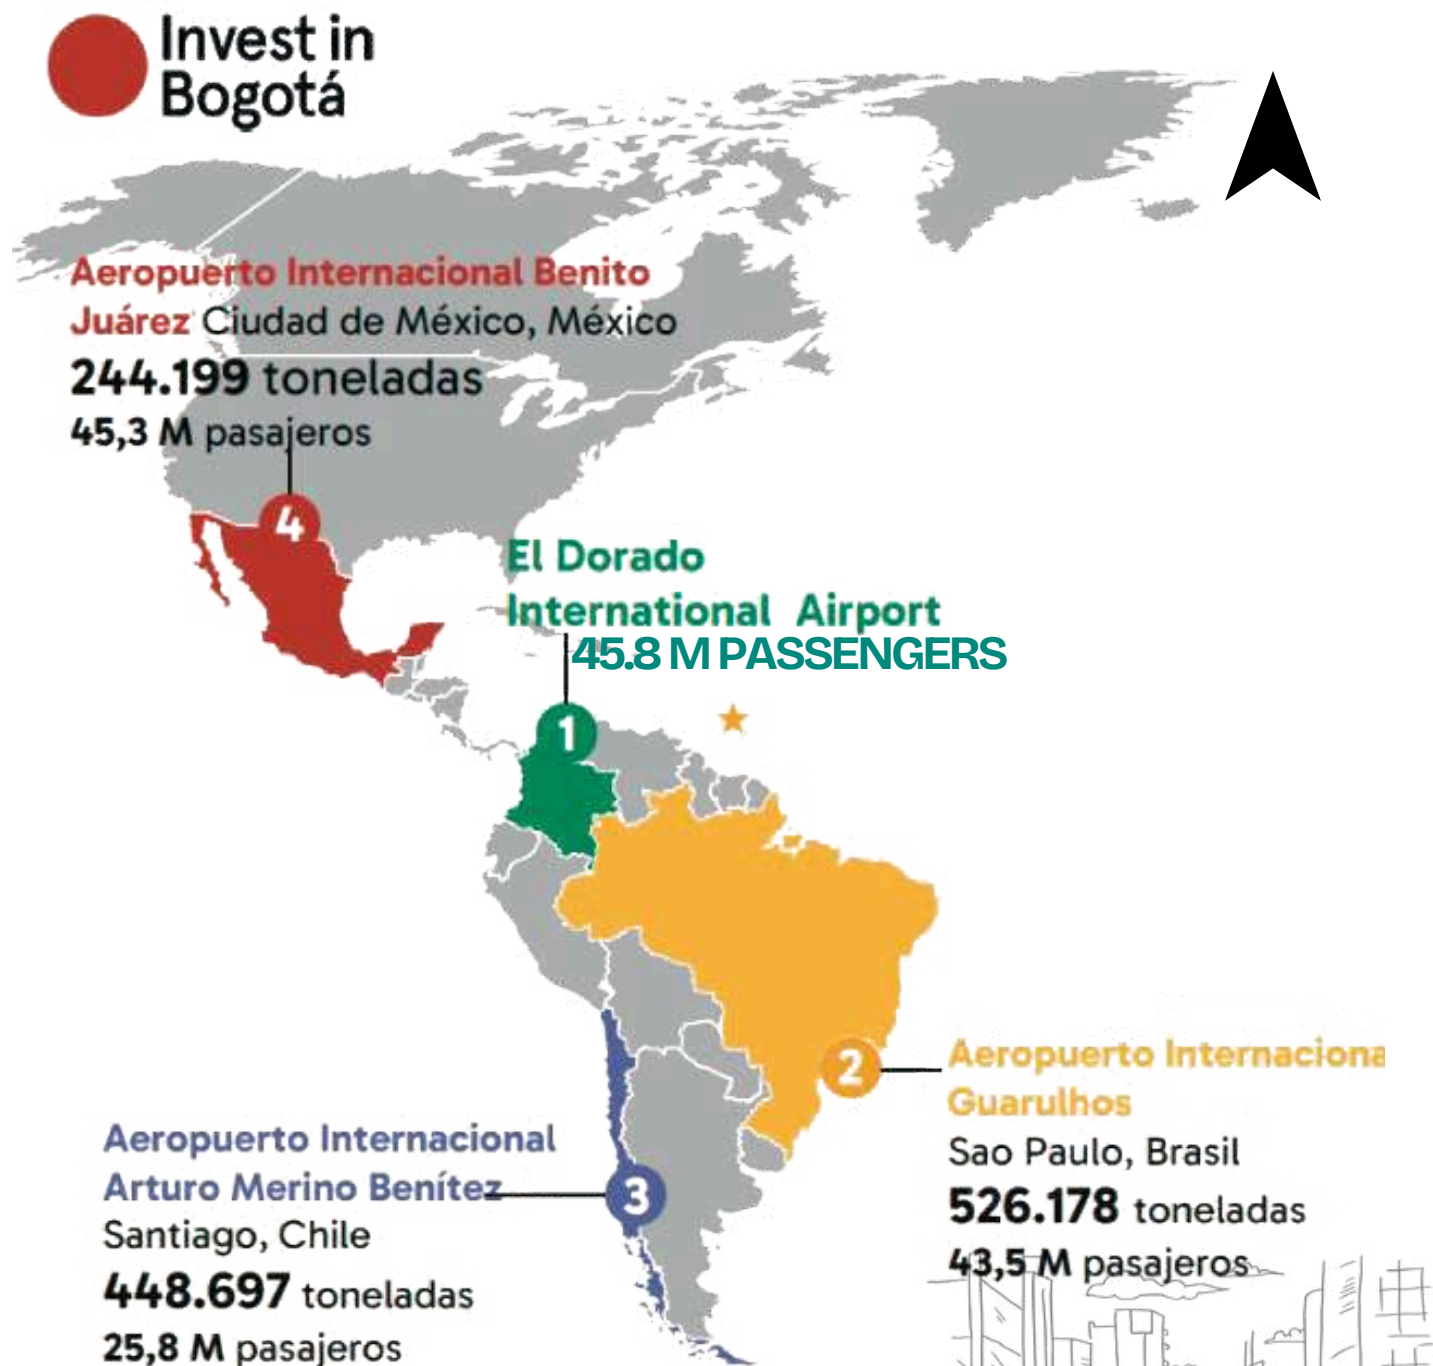 Invest in
Bogotá
Aeropuerto Internacional Benito
Juárez Ciudad de México, México
244.199 toneladas
45,3 M pasajeros
4
El Dorado
International Airport
45.8 M PASSENGERS
1
2
Aeropuerto Internaciona
Guarulhos
Sao Paulo, Brasil
526.178 toneladas
43,5 M pasajeros
Aeropuerto Internacional
Arturo Merino Benítez
3
Santiago, Chile
448.697 toneladas
25,8 M pasajeros